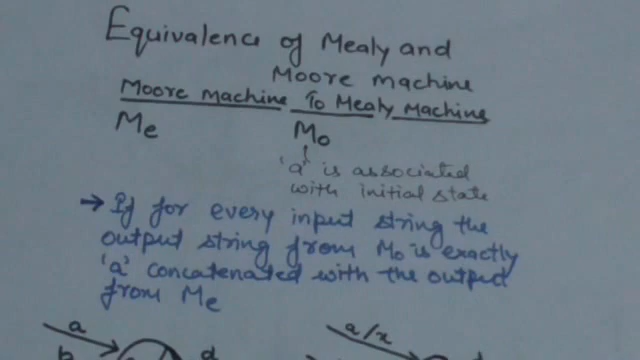 Equivalence of Mealy and
Moore machine
Moore machine To Mealy Machine
Me Mo
'a' is associated
with initial state
→ If for every input string the
output string from Mo is exactly
'a' concatenated with the output
from Me
a a/x
b d